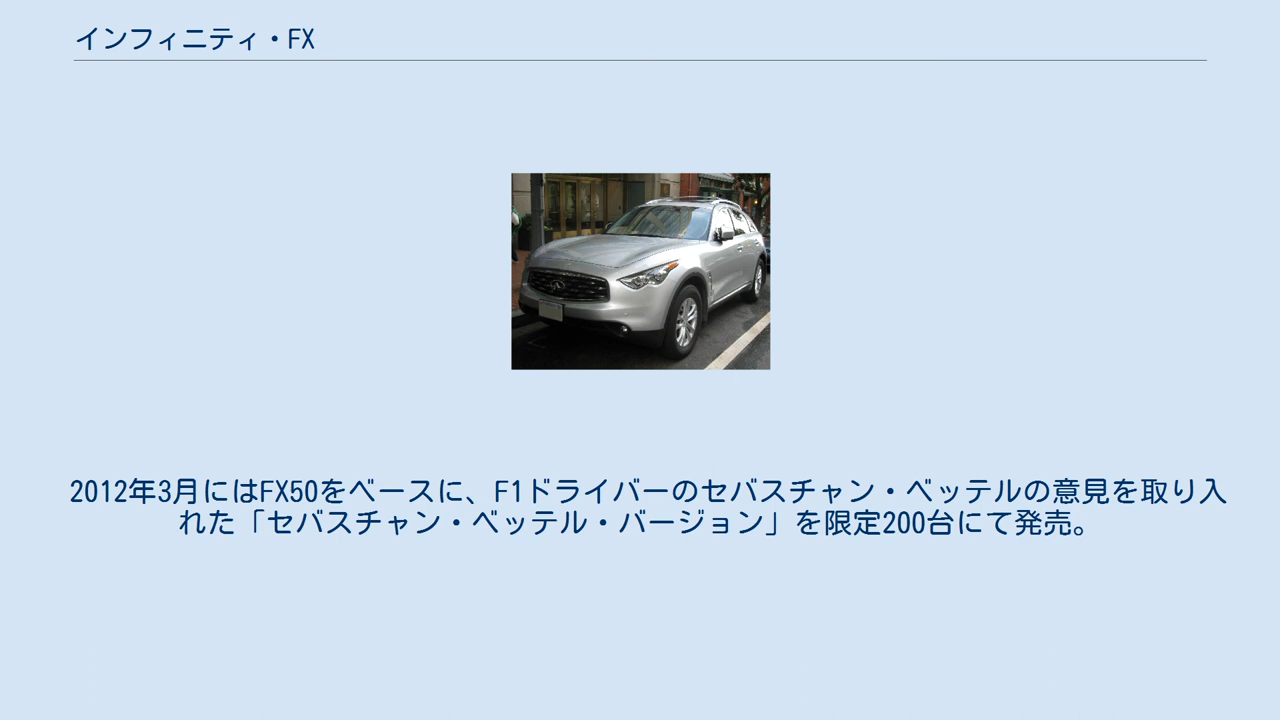 インフィニティ・FX
2012年3月にはFX50をベースに、F1ドライバーのセバスチャン・ベッテルの意見を取り入
れた「セバスチャン・ベッテル・バージョン」を限定200台にて発売。